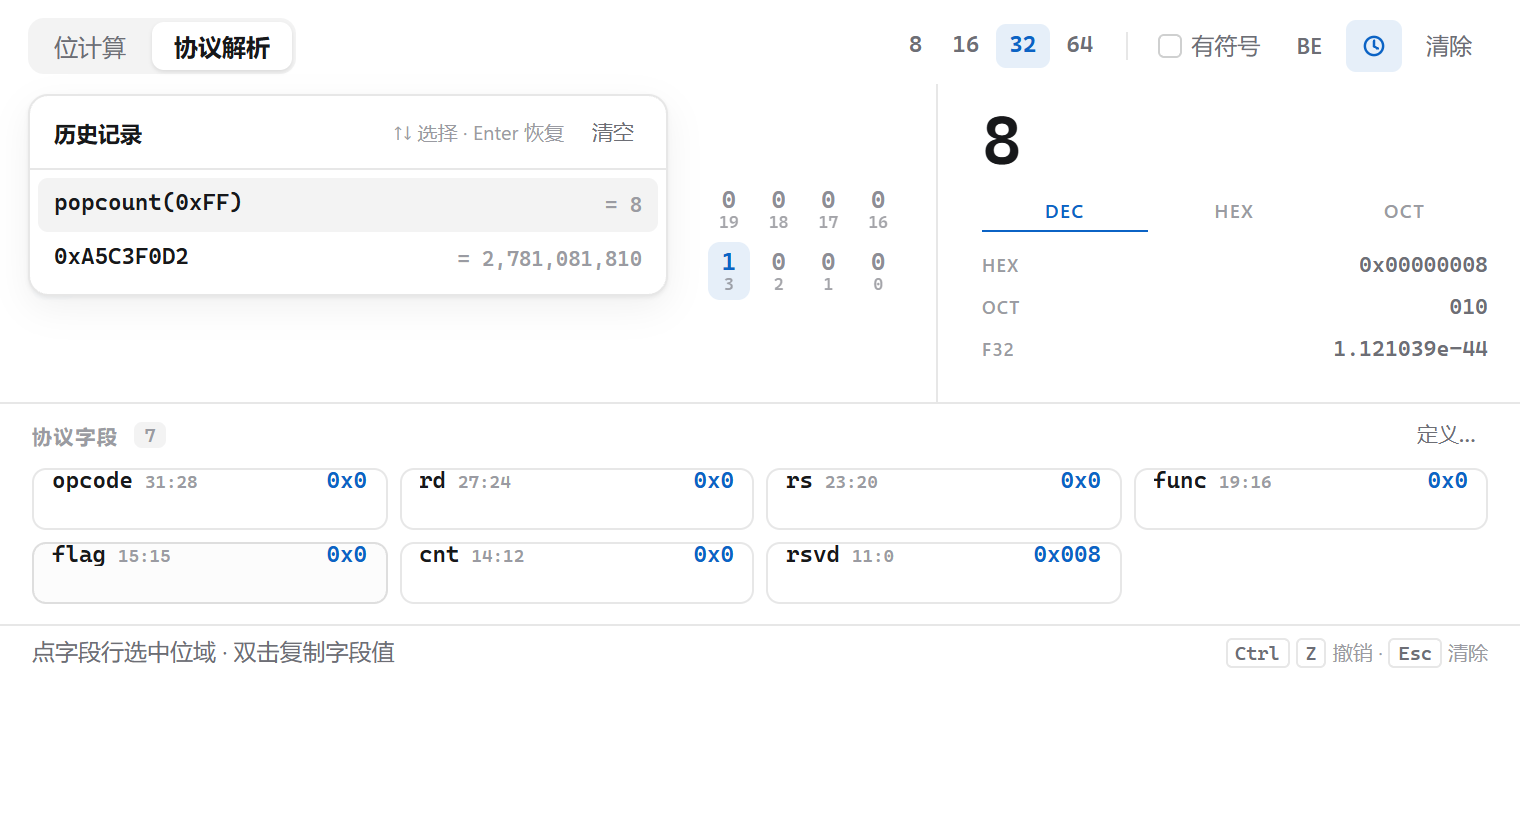 位计算 协议解析 8 16 32 64 有符号 BE 清除
历史记录 ↑↓ 选择 · Enter 恢复 清空
popcount(0xFF) = 8
0xA5C3F0D2 = 2,781,081,810
0 0 0 0
19 18 17 16
1 0 0 0
3 2 1 0
8
DEC HEX OCT
HEX 0x00000008
OCT 010
F32 1.121039e−44
协议字段 7 定义...
opcode 31:28 0x0 rd 27:24 0x0 rs 23:20 0x0 func 19:16 0x0
flag 15:15 0x0 cnt 14:12 0x0 rsvd 11:0 0x008
点字段行选中位域 · 双击复制字段值 Ctrl Z 撤销 · Esc 清除